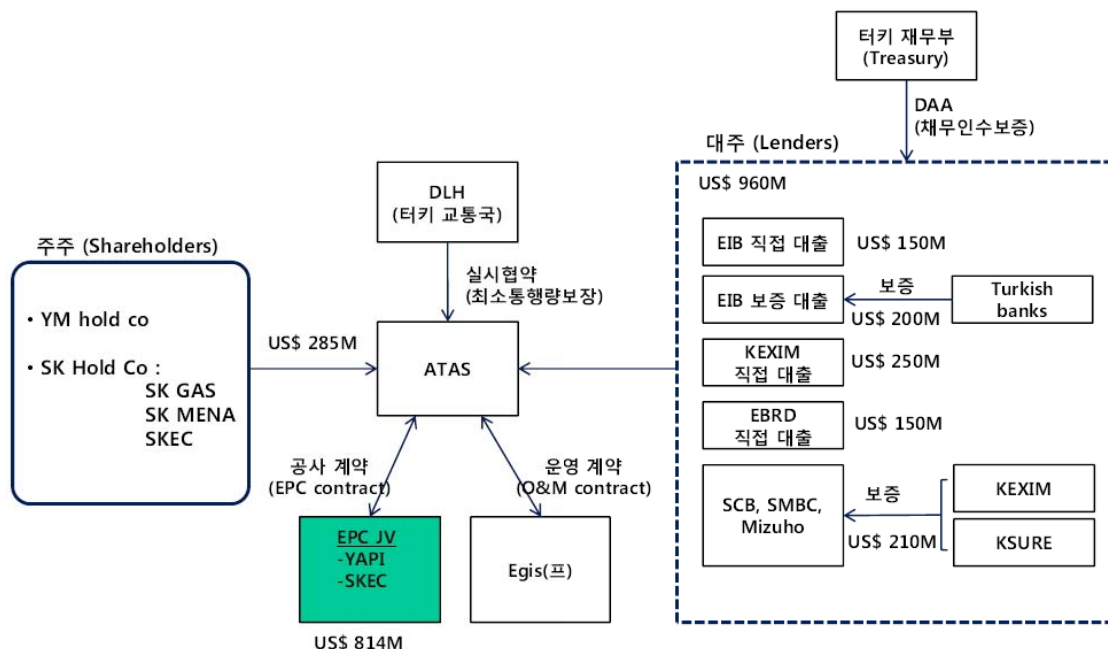 터키 재무부
(Treasury)
DAA
(채무인수보증)
대주 (Lenders)
US$ 960M
DLH
(터키 교통국)
실시협약
(최소통행량보장)
주주 (Shareholders)
• YM hold co
• SK Hold Co :
SK GAS
SK MENA
SKEC
US$ 285M
ATAS
EIB 직접 대출
US$ 150M
EIB 보증 대출
보증
US$ 200M
Turkish
banks
KEXIM
직접 대출
US$ 250M
EBRD
직접 대출
US$ 150M
SCB, SMBC,
Mizuho
보증
US$ 210M
KEXIM
KSURE
공사 계약
(EPC contract)
운영 계약
(O&M contract)
EPC JV
-YAPI
-SKEC
US$ 814M
Egis(프)